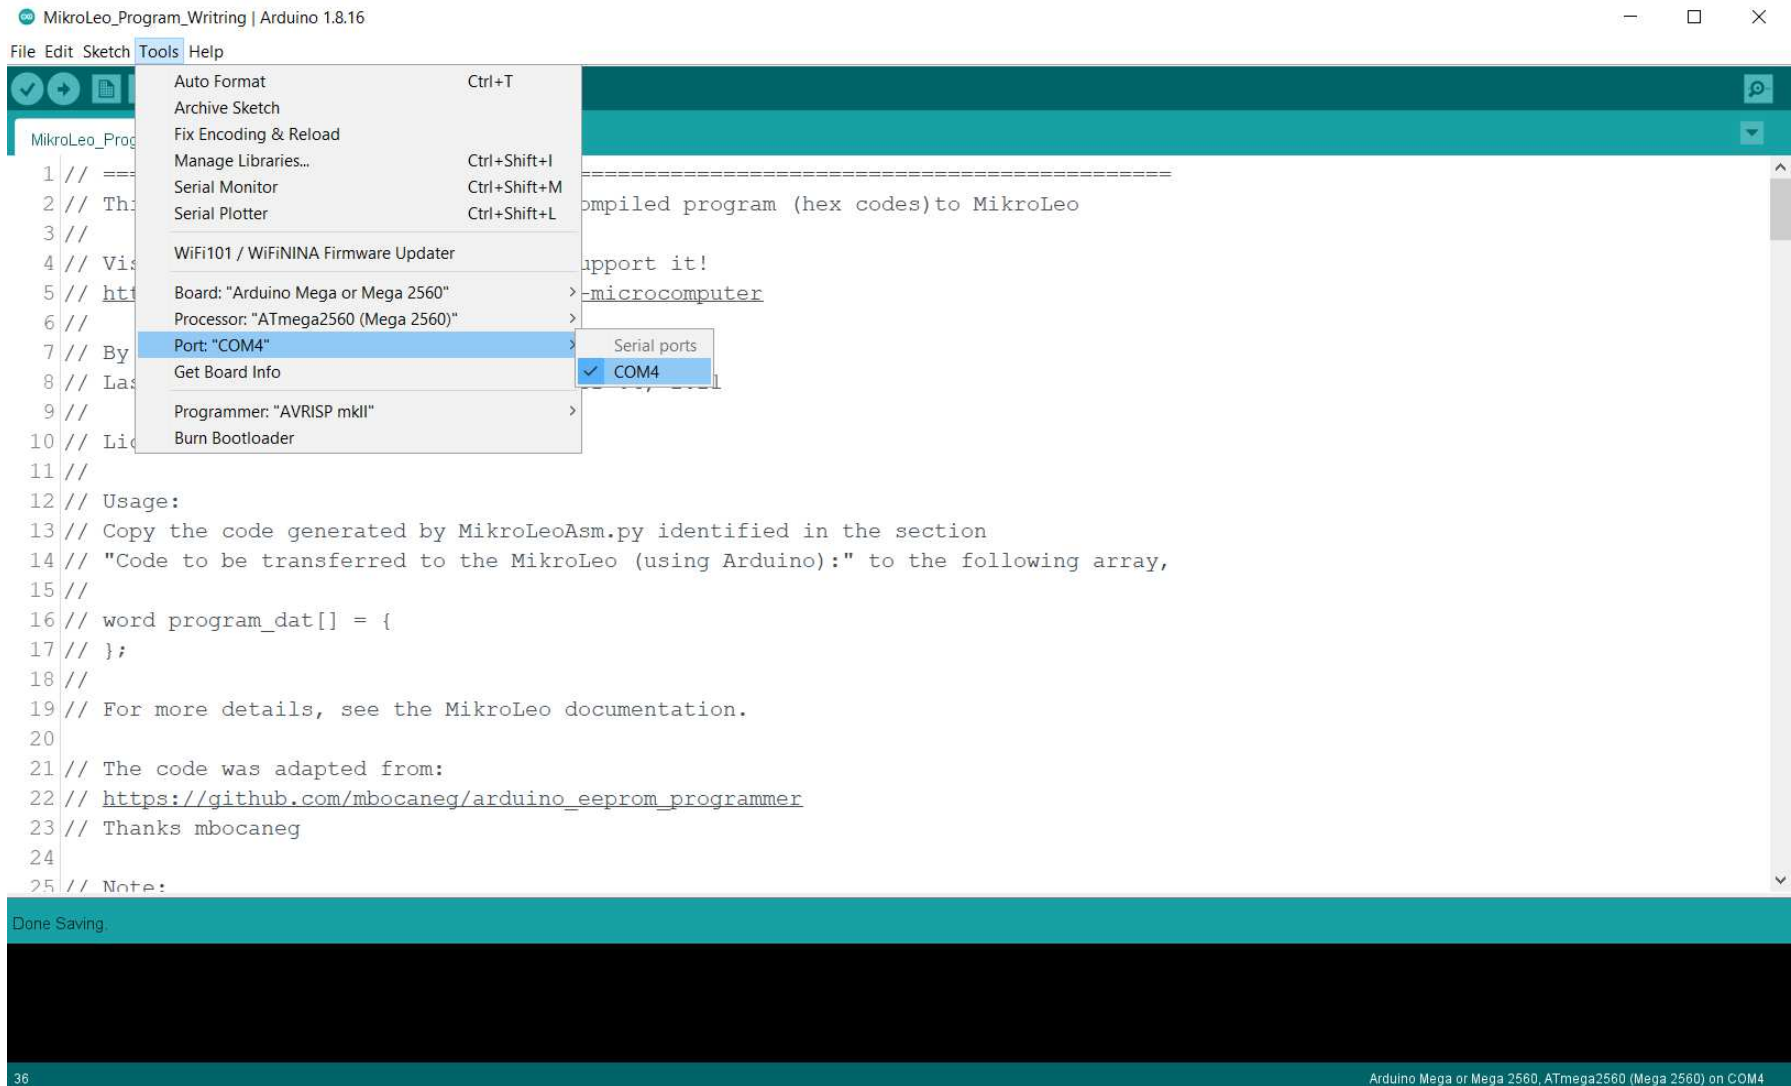 MikroLeo_Program_Writring | Arduino 1.8.16
File Edit Sketch Tools Help
Auto Format Ctrl+T
Archive Sketch
Fix Encoding & Reload
Manage Libraries... Ctrl+Shift+I
Serial Monitor Ctrl+Shift+M
Serial Plotter Ctrl+Shift+L
WiFi101 / WiFiNINA Firmware Updater
Board: "Arduino Mega or Mega 2560"
Processor: "ATmega2560 (Mega 2560)"
Port: "COM4"
Get Board Info
Programmer: "AVRISP mkII"
Burn Bootloader
Serial ports
COM4
MikroLeo_Prog
1 // ===============================================
2 // Thi ompiled program (hex codes)to MikroLeo
3 //
4 // Vis upport it!
5 // htt -microcomputer
6 //
7 // By
8 // Las
9 //
10 // Lic
11 //
12 // Usage:
13 // Copy the code generated by MikroLeoAsm.py identified in the section
14 // "Code to be transferred to the MikroLeo (using Arduino):" to the following array,
15 //
16 // word program_dat[] = {
17 // };
18 //
19 // For more details, see the MikroLeo documentation.
20
21 // The code was adapted from:
22 // https://github.com/mbocaneg/arduino_eeprom_programmer
23 // Thanks mbocaneg
24
25 // Note:
Done Saving.
36
Arduino Mega or Mega 2560, ATmega2560 (Mega 2560) on COM4